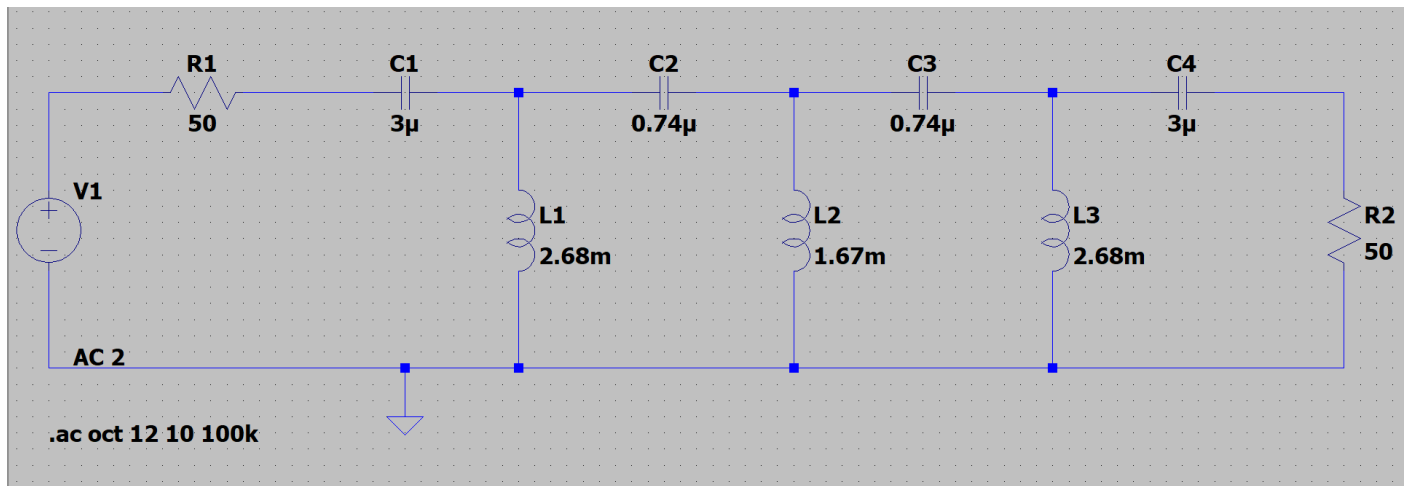 R1
C1
C2
C3
C4
50
3µ
0.74µ
0.74µ
3µ
V1
+
−
L1
2.68m
L2
1.67m
L3
2.68m
R2
50
AC 2
.ac oct 12 10 100k